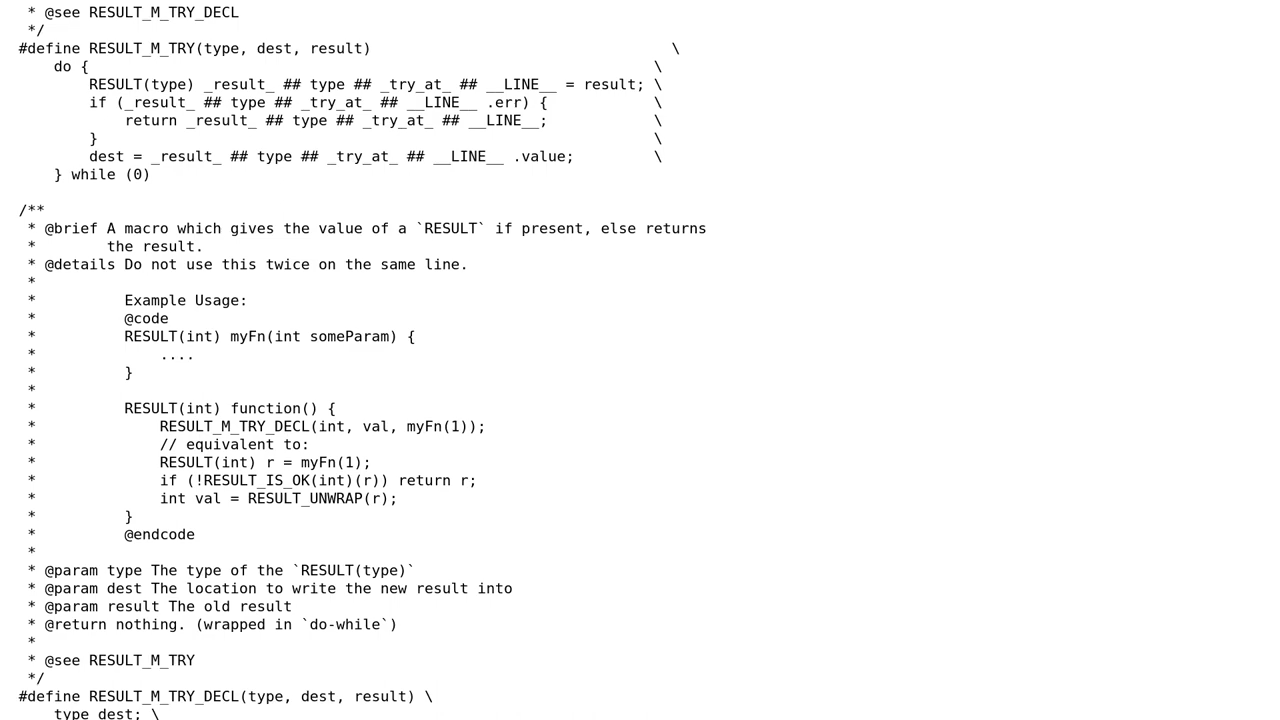 * @see RESULT_M_TRY_DECL
 */
#define RESULT_M_TRY(type, dest, result)                                  \
    do {                                                                \
        RESULT(type) _result_ ## type ## _try_at_ ## __LINE__ = result; \
        if (_result_ ## type ## _try_at_ ## __LINE__ .err) {            \
            return _result_ ## type ## _try_at_ ## __LINE__;            \
        }                                                               \
        dest = _result_ ## type ## _try_at_ ## __LINE__ .value;         \
    } while (0)

/**
 * @brief A macro which gives the value of a `RESULT` if present, else returns
 *        the result.
 * @details Do not use this twice on the same line.
 *
 *          Example Usage:
 *          @code
 *          RESULT(int) myFn(int someParam) {
 *              ....
 *          }
 *
 *          RESULT(int) function() {
 *              RESULT_M_TRY_DECL(int, val, myFn(1));
 *              // equivalent to:
 *              RESULT(int) r = myFn(1);
 *              if (!RESULT_IS_OK(int)(r)) return r;
 *              int val = RESULT_UNWRAP(r);
 *          }
 *          @endcode
 *
 * @param type The type of the `RESULT(type)`
 * @param dest The location to write the new result into
 * @param result The old result
 * @return nothing. (wrapped in `do-while`)
 *
 * @see RESULT_M_TRY
 */
#define RESULT_M_TRY_DECL(type, dest, result) \
    type dest; \